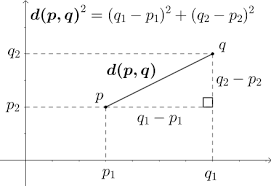 d(p,q)² = (q₁ − p₁)² + (q₂ − p₂)²
q₂
q
d(p,q)
q₂ − p₂
p
p₂
q₁ − p₁
p₁
q₁